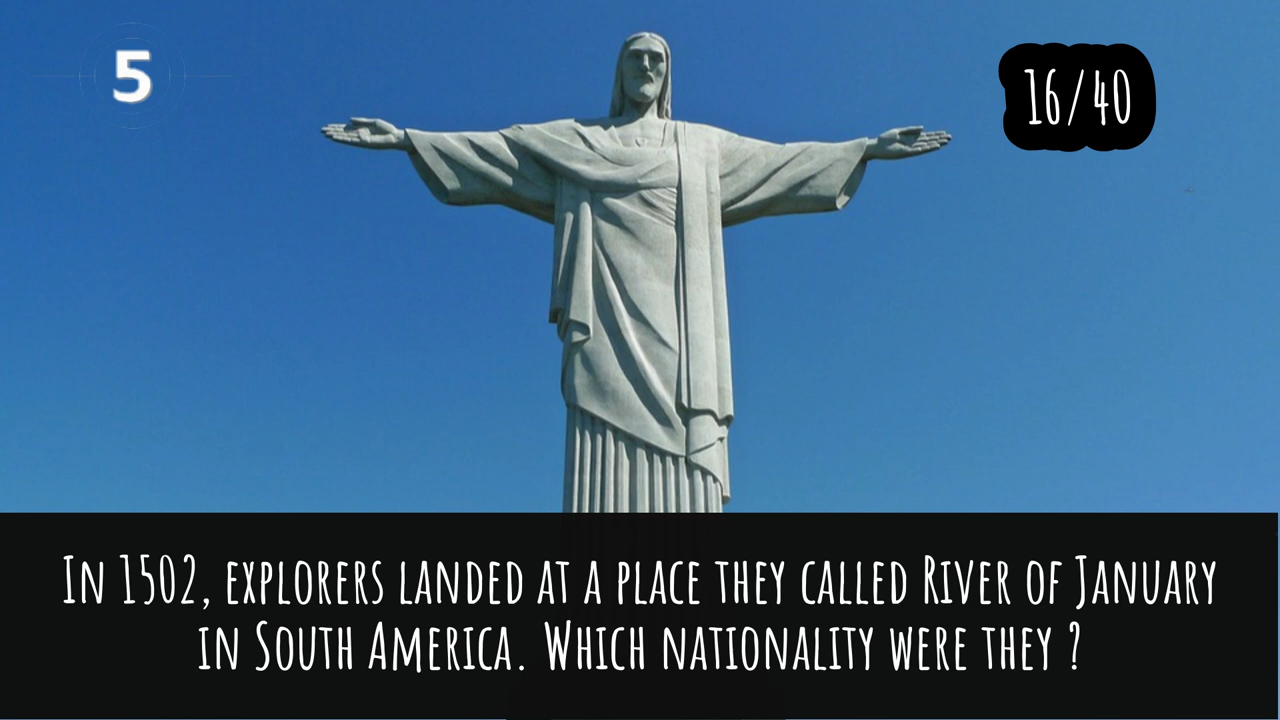 5
16/40
In 1502, explorers landed at a place they called River of January
in South America. Which nationality were they ?